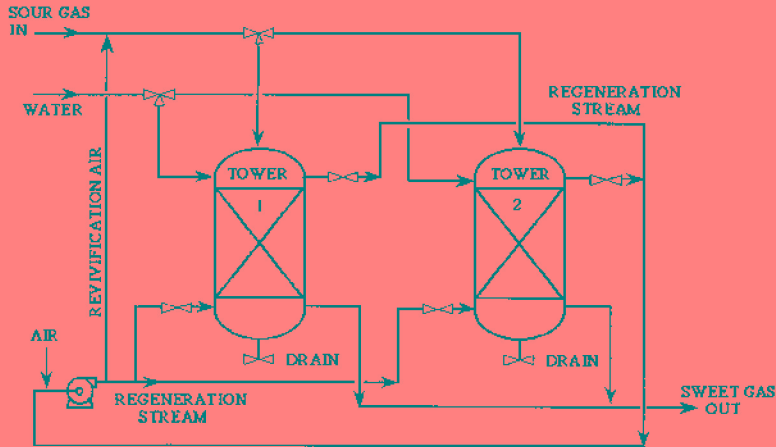 SOUR GAS
IN
WATER
REGENERATION
STREAM
REVIVIFICATION AIR
TOWER
1
TOWER
2
AIR
DRAIN
DRAIN
REGENERATION
STREAM
SWEET GAS
OUT